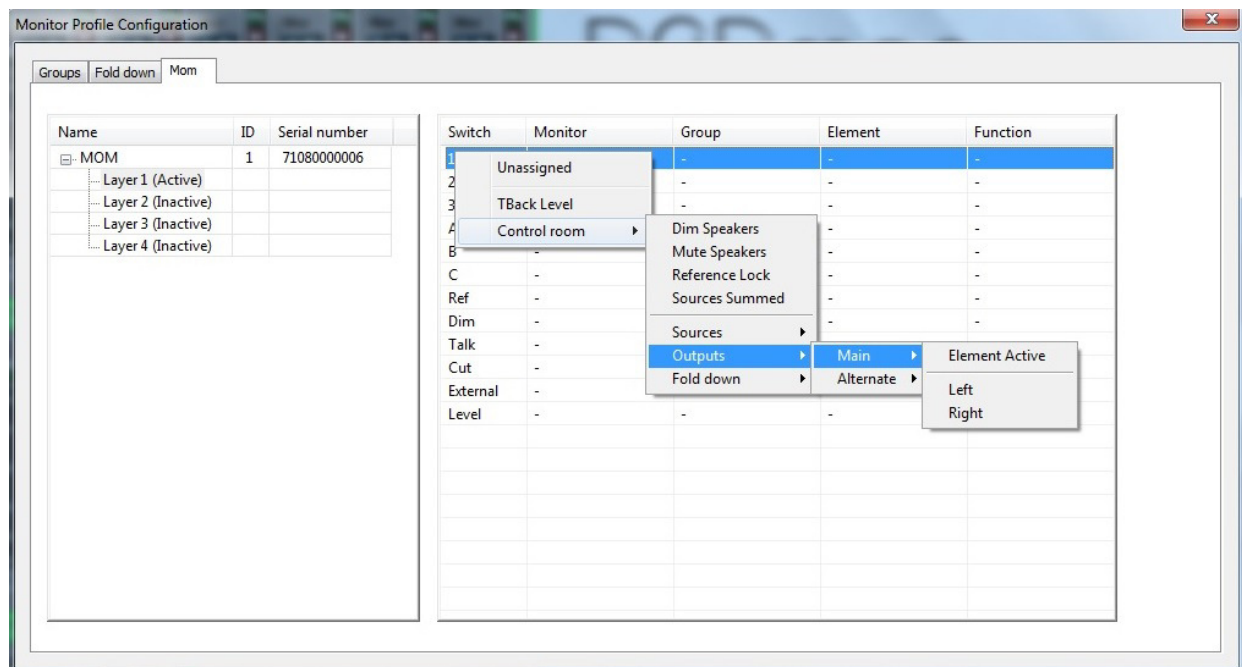 Monitor Profile Configuration
Groups Fold down Mom
Name ID Serial number
MOM 1 71080000006
Layer 1 (Active)
Layer 2 (Inactive)
Layer 3 (Inactive)
Layer 4 (Inactive)
Switch Monitor Group Element Function
1 - - -
2 - - -
3 - - -
A - -
B - - -
C - - -
Ref - - -
Dim - - -
Talk -
Cut -
External -
Level - - -
Unassigned
TBack Level
Control room
Dim Speakers
Mute Speakers
Reference Lock
Sources Summed
Sources
Outputs
Fold down
Main
Alternate
Element Active
Left
Right